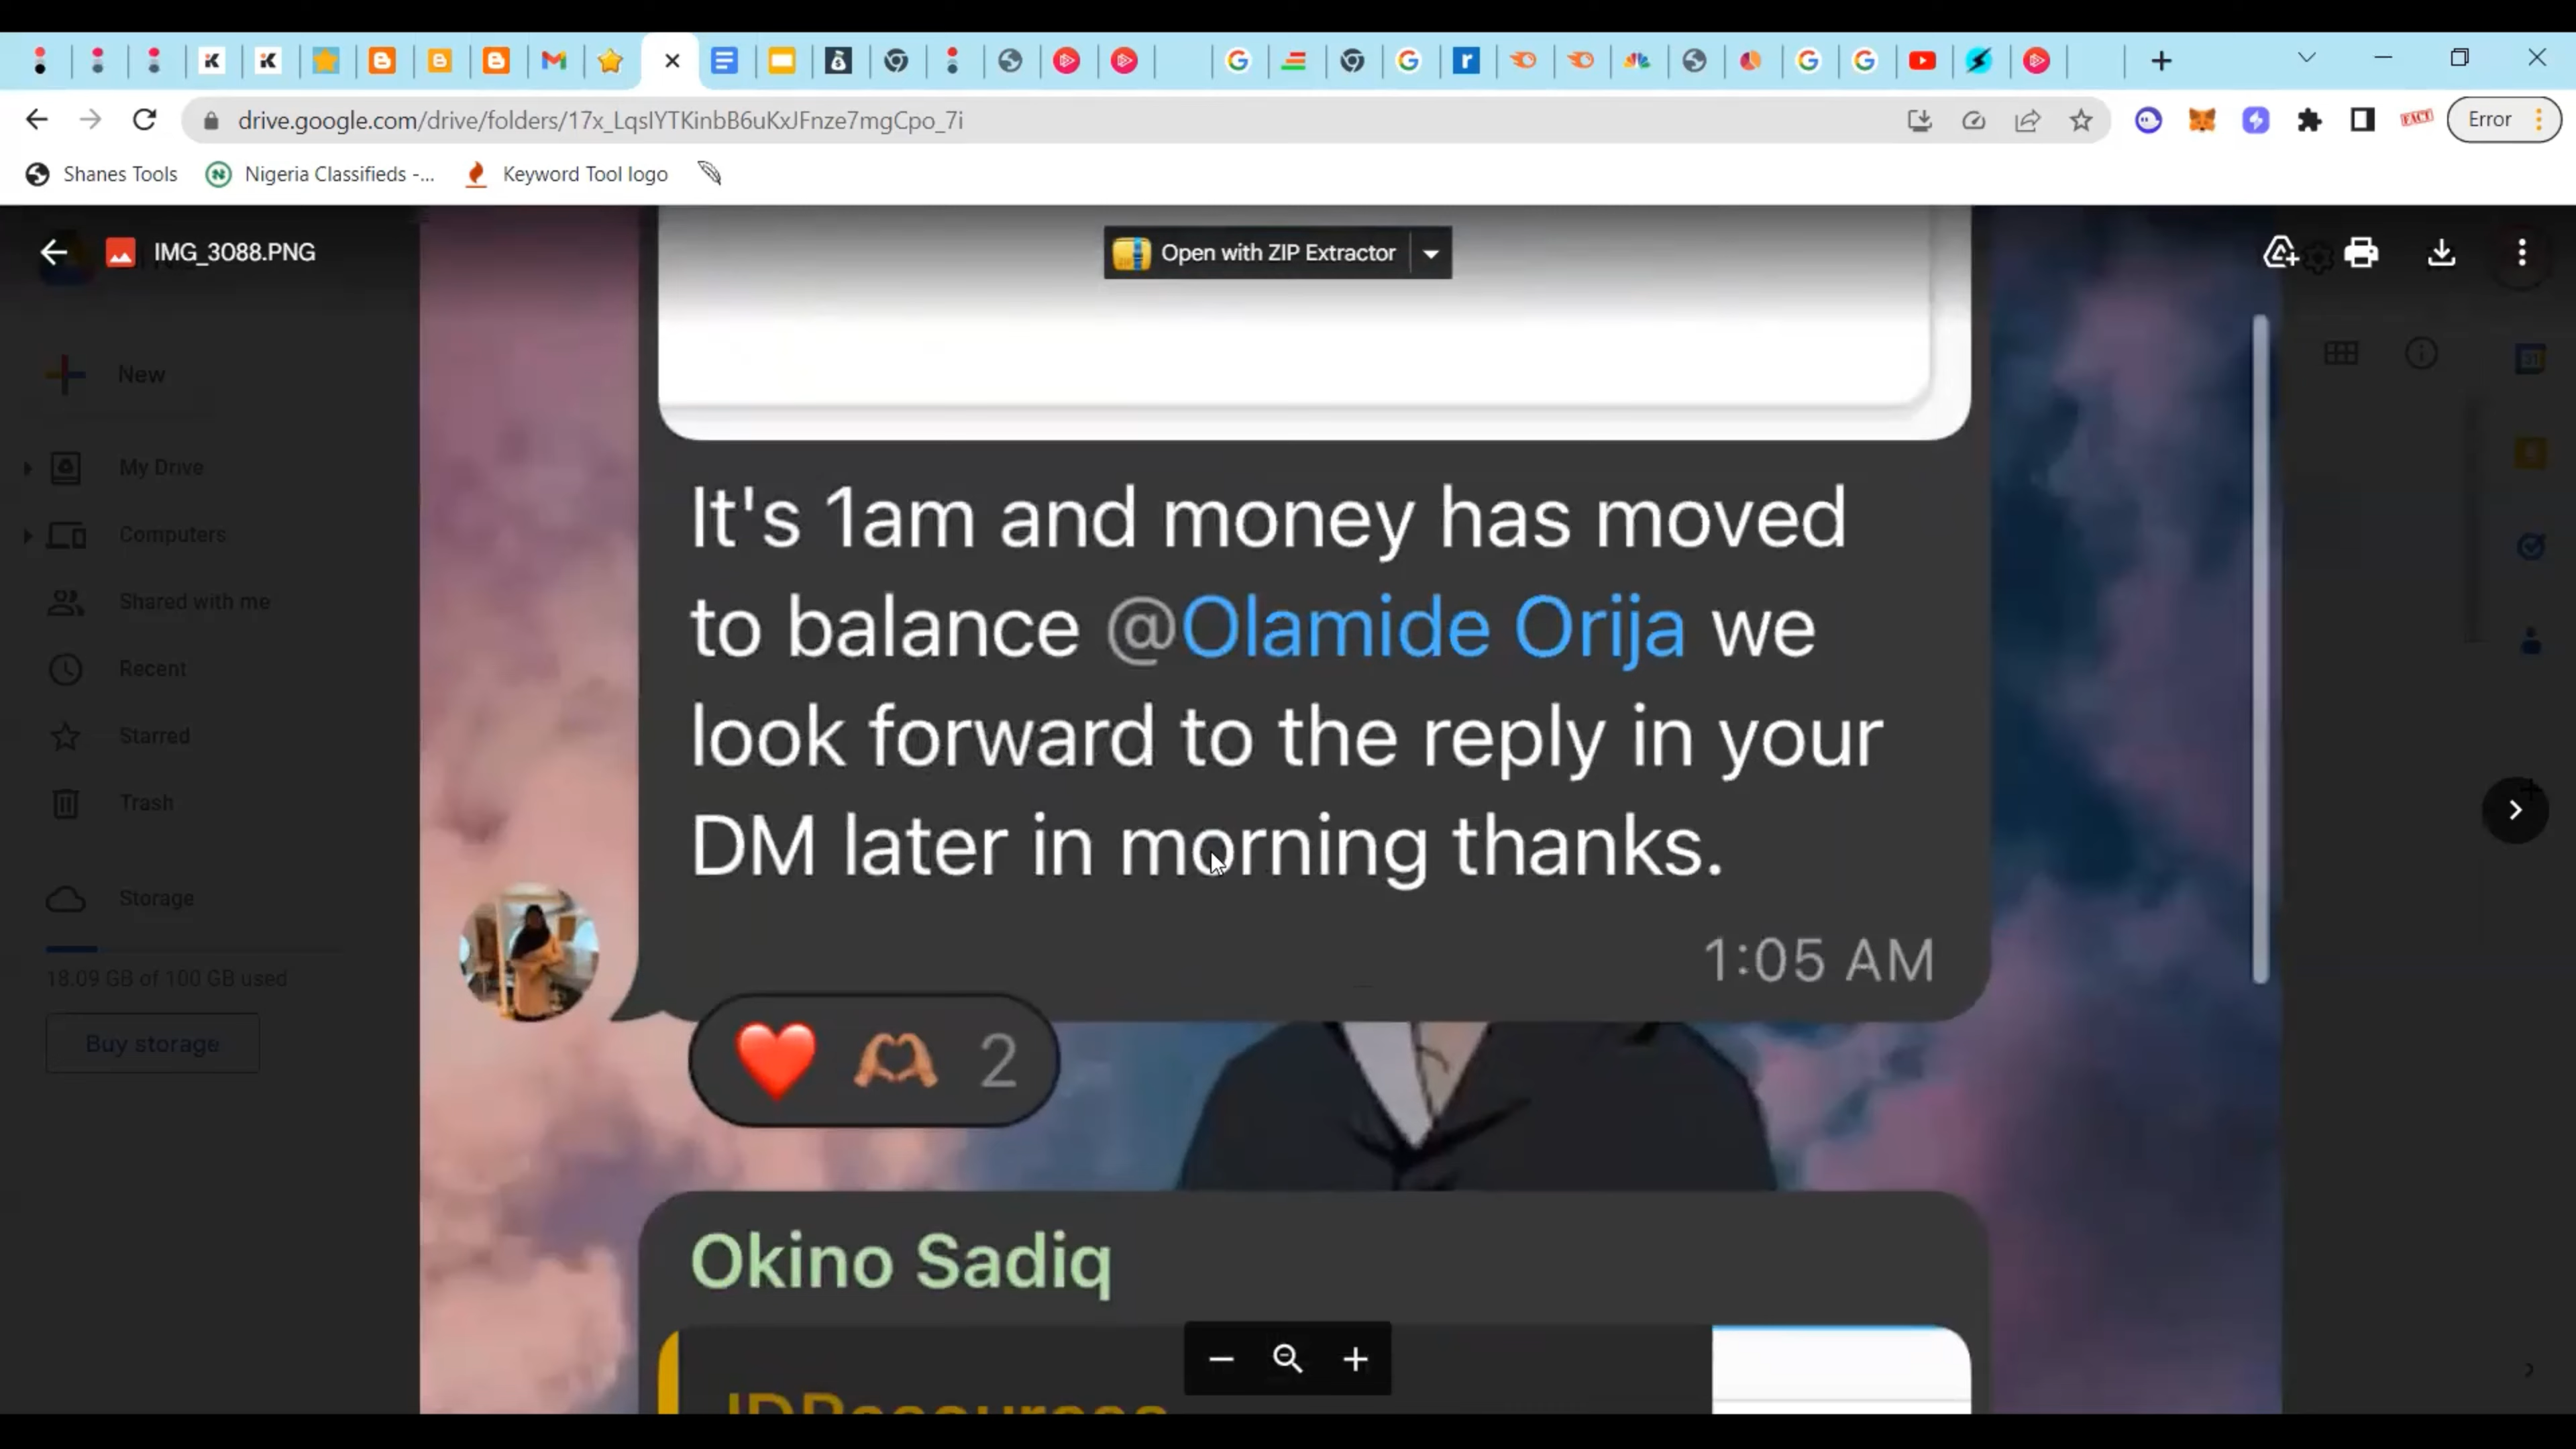 drive.google.com/drive/folders/17x_LqsIYTKinbB6uKxJFnze7mgCpo_7i
Error
Shanes Tools
Nigeria Classifieds -...
Keyword Tool logo
IMG_3088.PNG
Open with ZIP Extractor
New
My Drive
Computers
Shared with me
Recent
Starred
Trash
Storage
18.09 GB of 100 GB used
Buy storage
It's 1am and money has moved
to balance @Olamide Orija we
look forward to the reply in your
DM later in morning thanks.
1:05 AM
2
Okino Sadiq